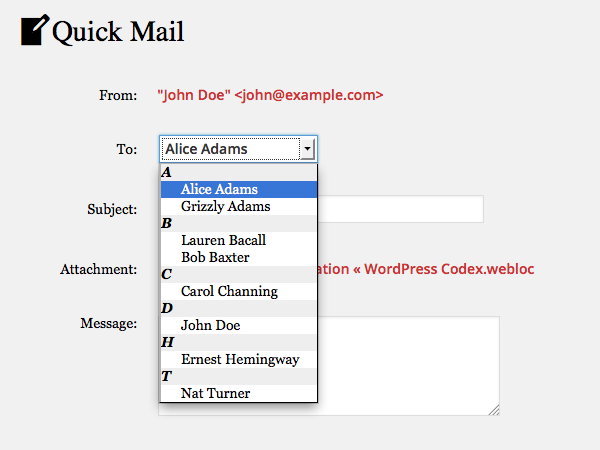 Quick Mail
From: "John Doe" <john@example.com>
To: Alice Adams
A
Alice Adams
Grizzly Adams
Subject:
B
Lauren Bacall
Bob Baxter
Attachment: « WordPress Codex.webloc
C
Carol Channing
D
Message: John Doe
H
Ernest Hemingway
T
Nat Turner